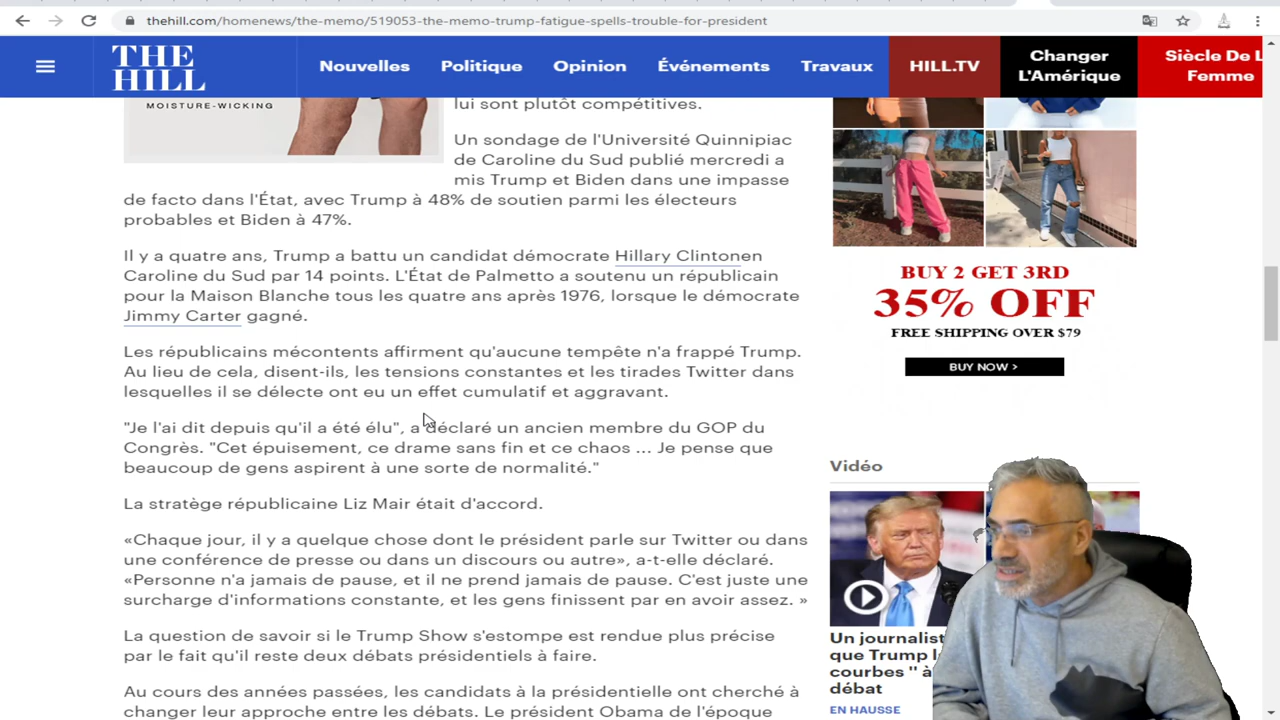 thehill.com/homenews/the-memo/519053-the-memo-trump-fatigue-spells-trouble-for-president
THE
HILL
Nouvelles
Politique
Opinion
Événements
Travaux
HILL.TV
Changer
L'Amérique
Siècle De L
Femme
MOISTURE-WICKING
lui sont plutôt compétitives.
Un sondage de l'Université Quinnipiac
de Caroline du Sud publié mercredi a
mis Trump et Biden dans une impasse
de facto dans l'État, avec Trump à 48% de soutien parmi les électeurs
probables et Biden à 47%.
Il y a quatre ans, Trump a battu un candidat démocrate Hillary Clintonen
Caroline du Sud par 14 points. L'État de Palmetto a soutenu un républicain
pour la Maison Blanche tous les quatre ans après 1976, lorsque le démocrate
Jimmy Carter gagné.
Les républicains mécontents affirment qu'aucune tempête n'a frappé Trump.
Au lieu de cela, disent-ils, les tensions constantes et les tirades Twitter dans
lesquelles il se délecte ont eu un effet cumulatif et aggravant.
"Je l'ai dit depuis qu'il a été élu", a déclaré un ancien membre du GOP du
Congrès. "Cet épuisement, ce drame sans fin et ce chaos ... Je pense que
beaucoup de gens aspirent à une sorte de normalité."
La stratège républicaine Liz Mair était d'accord.
«Chaque jour, il y a quelque chose dont le président parle sur Twitter ou dans
une conférence de presse ou dans un discours ou autre», a-t-elle déclaré.
«Personne n'a jamais de pause, et il ne prend jamais de pause. C'est juste une
surcharge d'informations constante, et les gens finissent par en avoir assez. »
La question de savoir si le Trump Show s'estompe est rendue plus précise
par le fait qu'il reste deux débats présidentiels à faire.
Au cours des années passées, les candidats à la présidentielle ont cherché à
changer leur approche entre les débats. Le président Obama de l'époque
BUY 2 GET 3RD
35% OFF
FREE SHIPPING OVER $79
BUY NOW >
Vidéo
Un journalist
que Trump l
courbes '' à
débat
EN HAUSSE